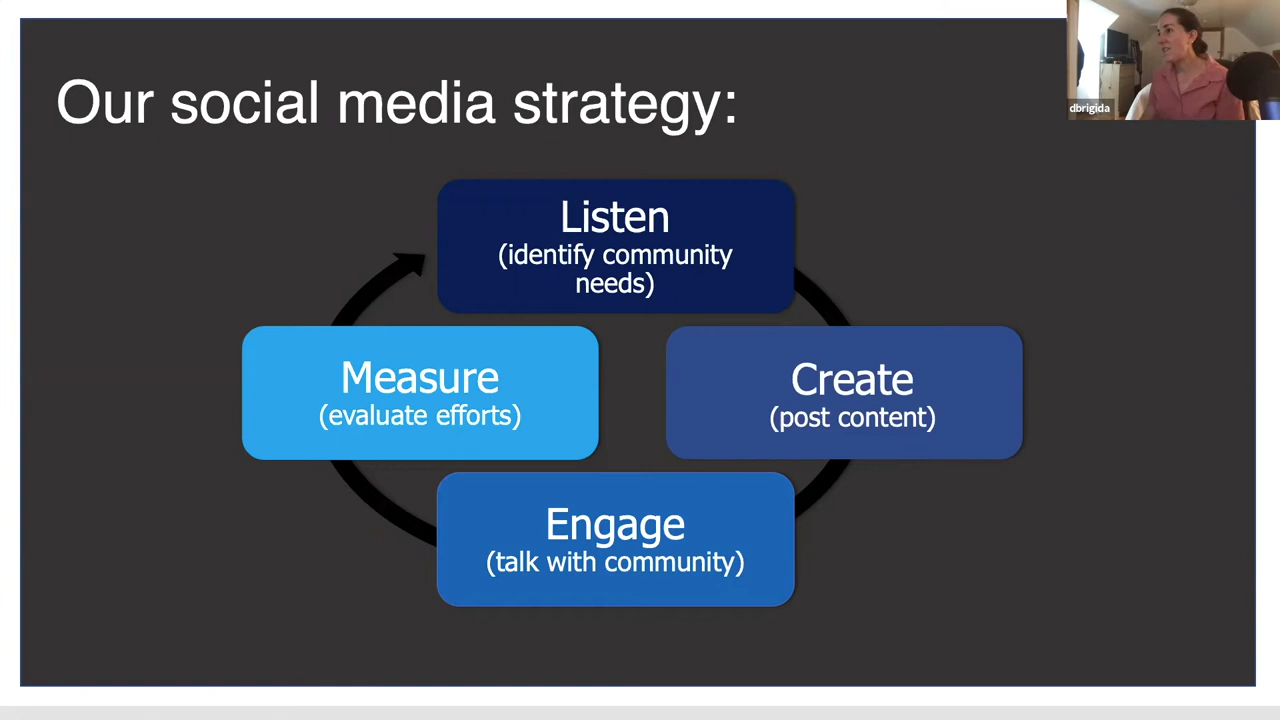 Our social media strategy:
dbrigida
Listen
(identify community
needs)
Measure
(evaluate efforts)
Create
(post content)
Engage
(talk with community)